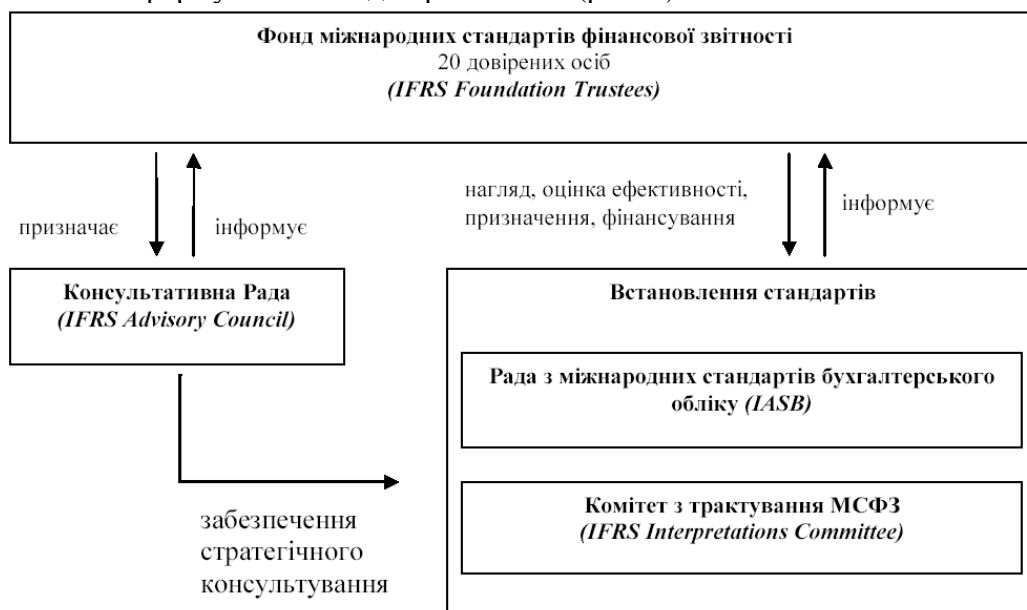 Фонд міжнародних стандартів фінансової звітності
20 довірених осіб
(IFRS Foundation Trustees)
призначає
інформує
нагляд, оцінка ефективності,
призначення, фінансування
інформує
Консультативна Рада
(IFRS Advisory Council)
Встановлення стандартів
Рада з міжнародних стандартів бухгалтерського
обліку (IASB)
Комітет з трактування МСФЗ
(IFRS Interpretations Committee)
забезпечення
стратегічного
консультування